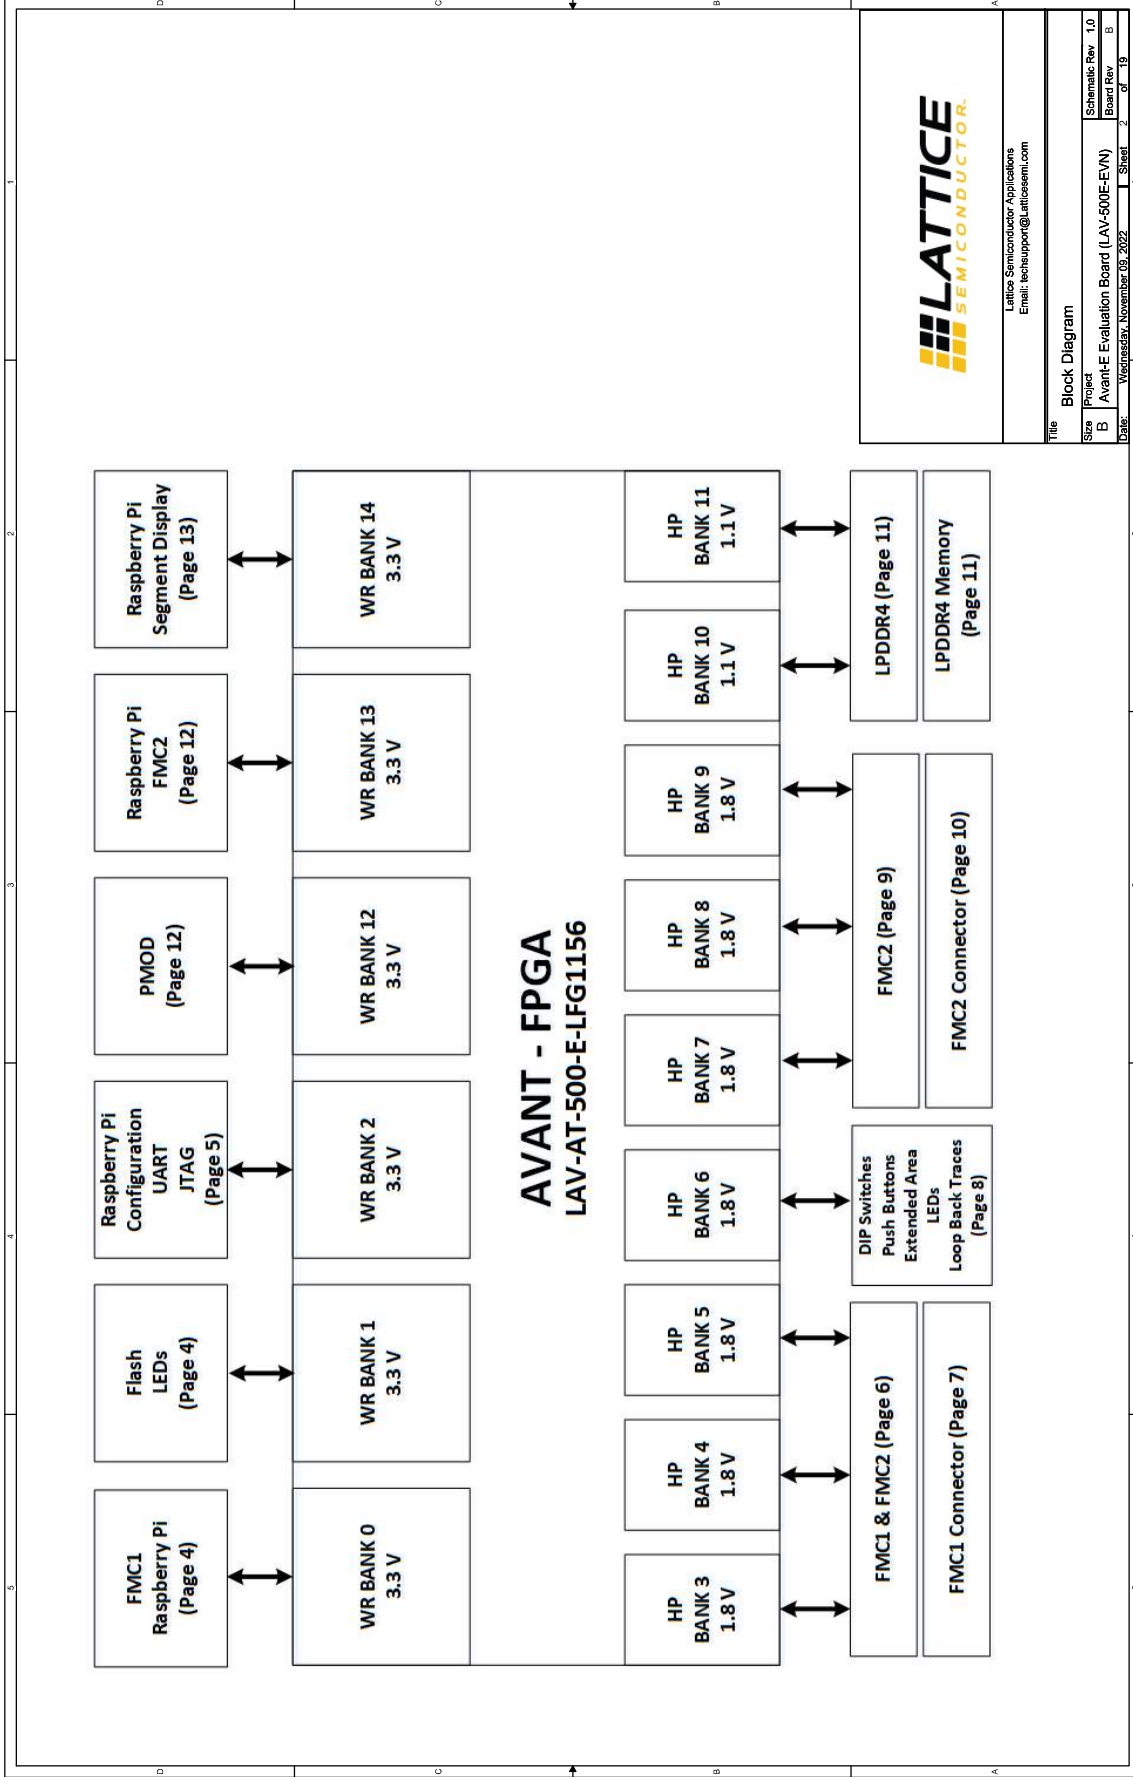 5
4
3
2
1
D
D
FMC1
Raspberry Pi
(Page 4)
Flash
LEDs
(Page 4)
Raspberry Pi
Configuration
UART
JTAG
(Page 5)
PMOD
(Page 12)
Raspberry Pi
FMC2
(Page 12)
Raspberry Pi
Segment Display
(Page 13)
WR BANK 0
3.3 V
WR BANK 1
3.3 V
WR BANK 2
3.3 V
WR BANK 12
3.3 V
WR BANK 13
3.3 V
WR BANK 14
3.3 V
C
C
AVANT - FPGA
LAV-AT-500-E-LFG1156
HP
BANK 3
1.8 V
HP
BANK 4
1.8 V
HP
BANK 5
1.8 V
HP
BANK 6
1.8 V
HP
BANK 7
1.8 V
HP
BANK 8
1.8 V
HP
BANK 9
1.8 V
HP
BANK 10
1.1 V
HP
BANK 11
1.1 V
B
B
FMC1 & FMC2 (Page 6)
FMC1 Connector (Page 7)
DIP Switches
Push Buttons
Extended Area
LEDs
Loop Back Traces
(Page 8)
FMC2 (Page 9)
FMC2 Connector (Page 10)
LPDDR4 (Page 11)
LPDDR4 Memory
(Page 11)
A
A
LATTICE
SEMICONDUCTOR.
Lattice Semiconductor Applications
Email: techsupport@Latticesemi.com
Title
Block Diagram
Size
B
Project
Avant-E Evaluation Board (LAV-500E-EVN)
Schematic Rev 1.0
Board Rev B
Date: Wednesday, November 09, 2022
Sheet 2 of 19